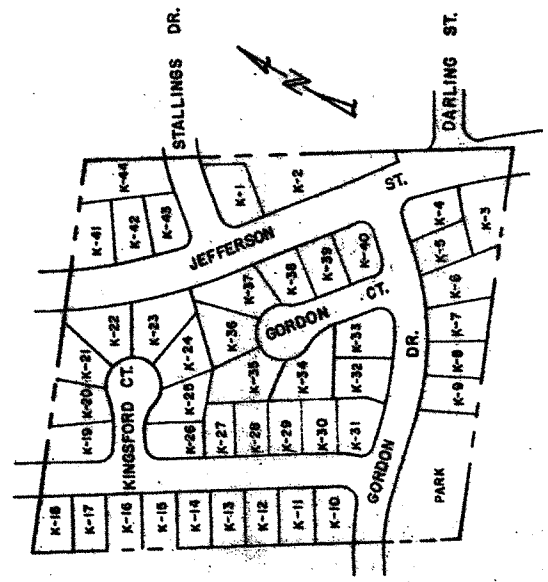 STALLINGS DR.
DARLING ST.
N
K-44
K-41
K-42
K-43
K-1
K-2
JEFFERSON ST.
K-4
K-3
K-5
K-6
K-7
K-8
K-9
K-40
K-39
K-38
K-37
K-36
GORDON CT.
K-35
K-34
K-33
K-32
K-22
K-23
K-24
K-21
K-20
K-19
KINGSFORD CT.
K-25
K-26
K-27
K-28
K-29
K-30
K-31
GORDON DR.
PARK
K-18
K-17
K-16
K-15
K-14
K-13
K-12
K-11
K-10